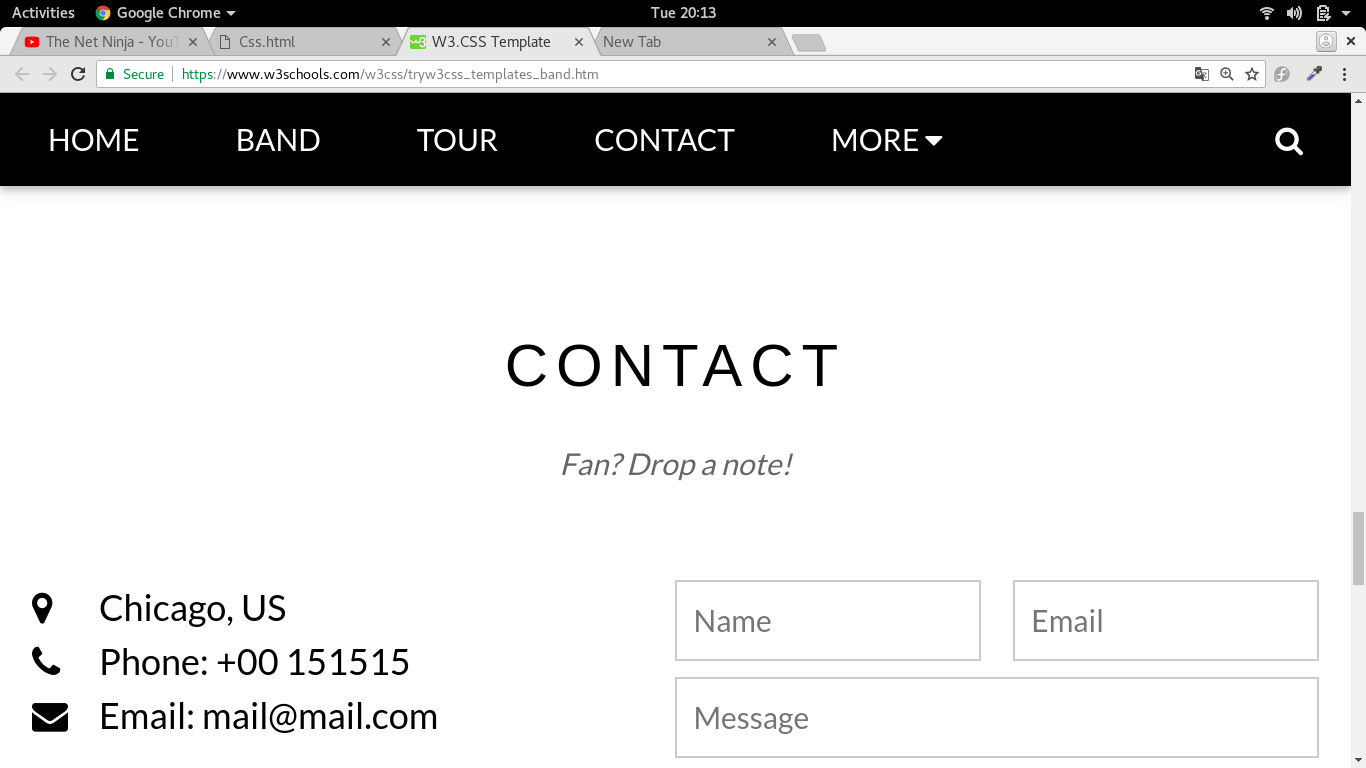 Activities Google Chrome Tue 20:13
The Net Ninja - YouT Css.html W3.CSS Template New Tab
Secure https://www.w3schools.com/w3css/tryw3css_templates_band.htm
HOME BAND TOUR CONTACT MORE
CONTACT
Fan? Drop a note!
Chicago, US
Phone: +00 151515
Email: mail@mail.com
Name Email
Message